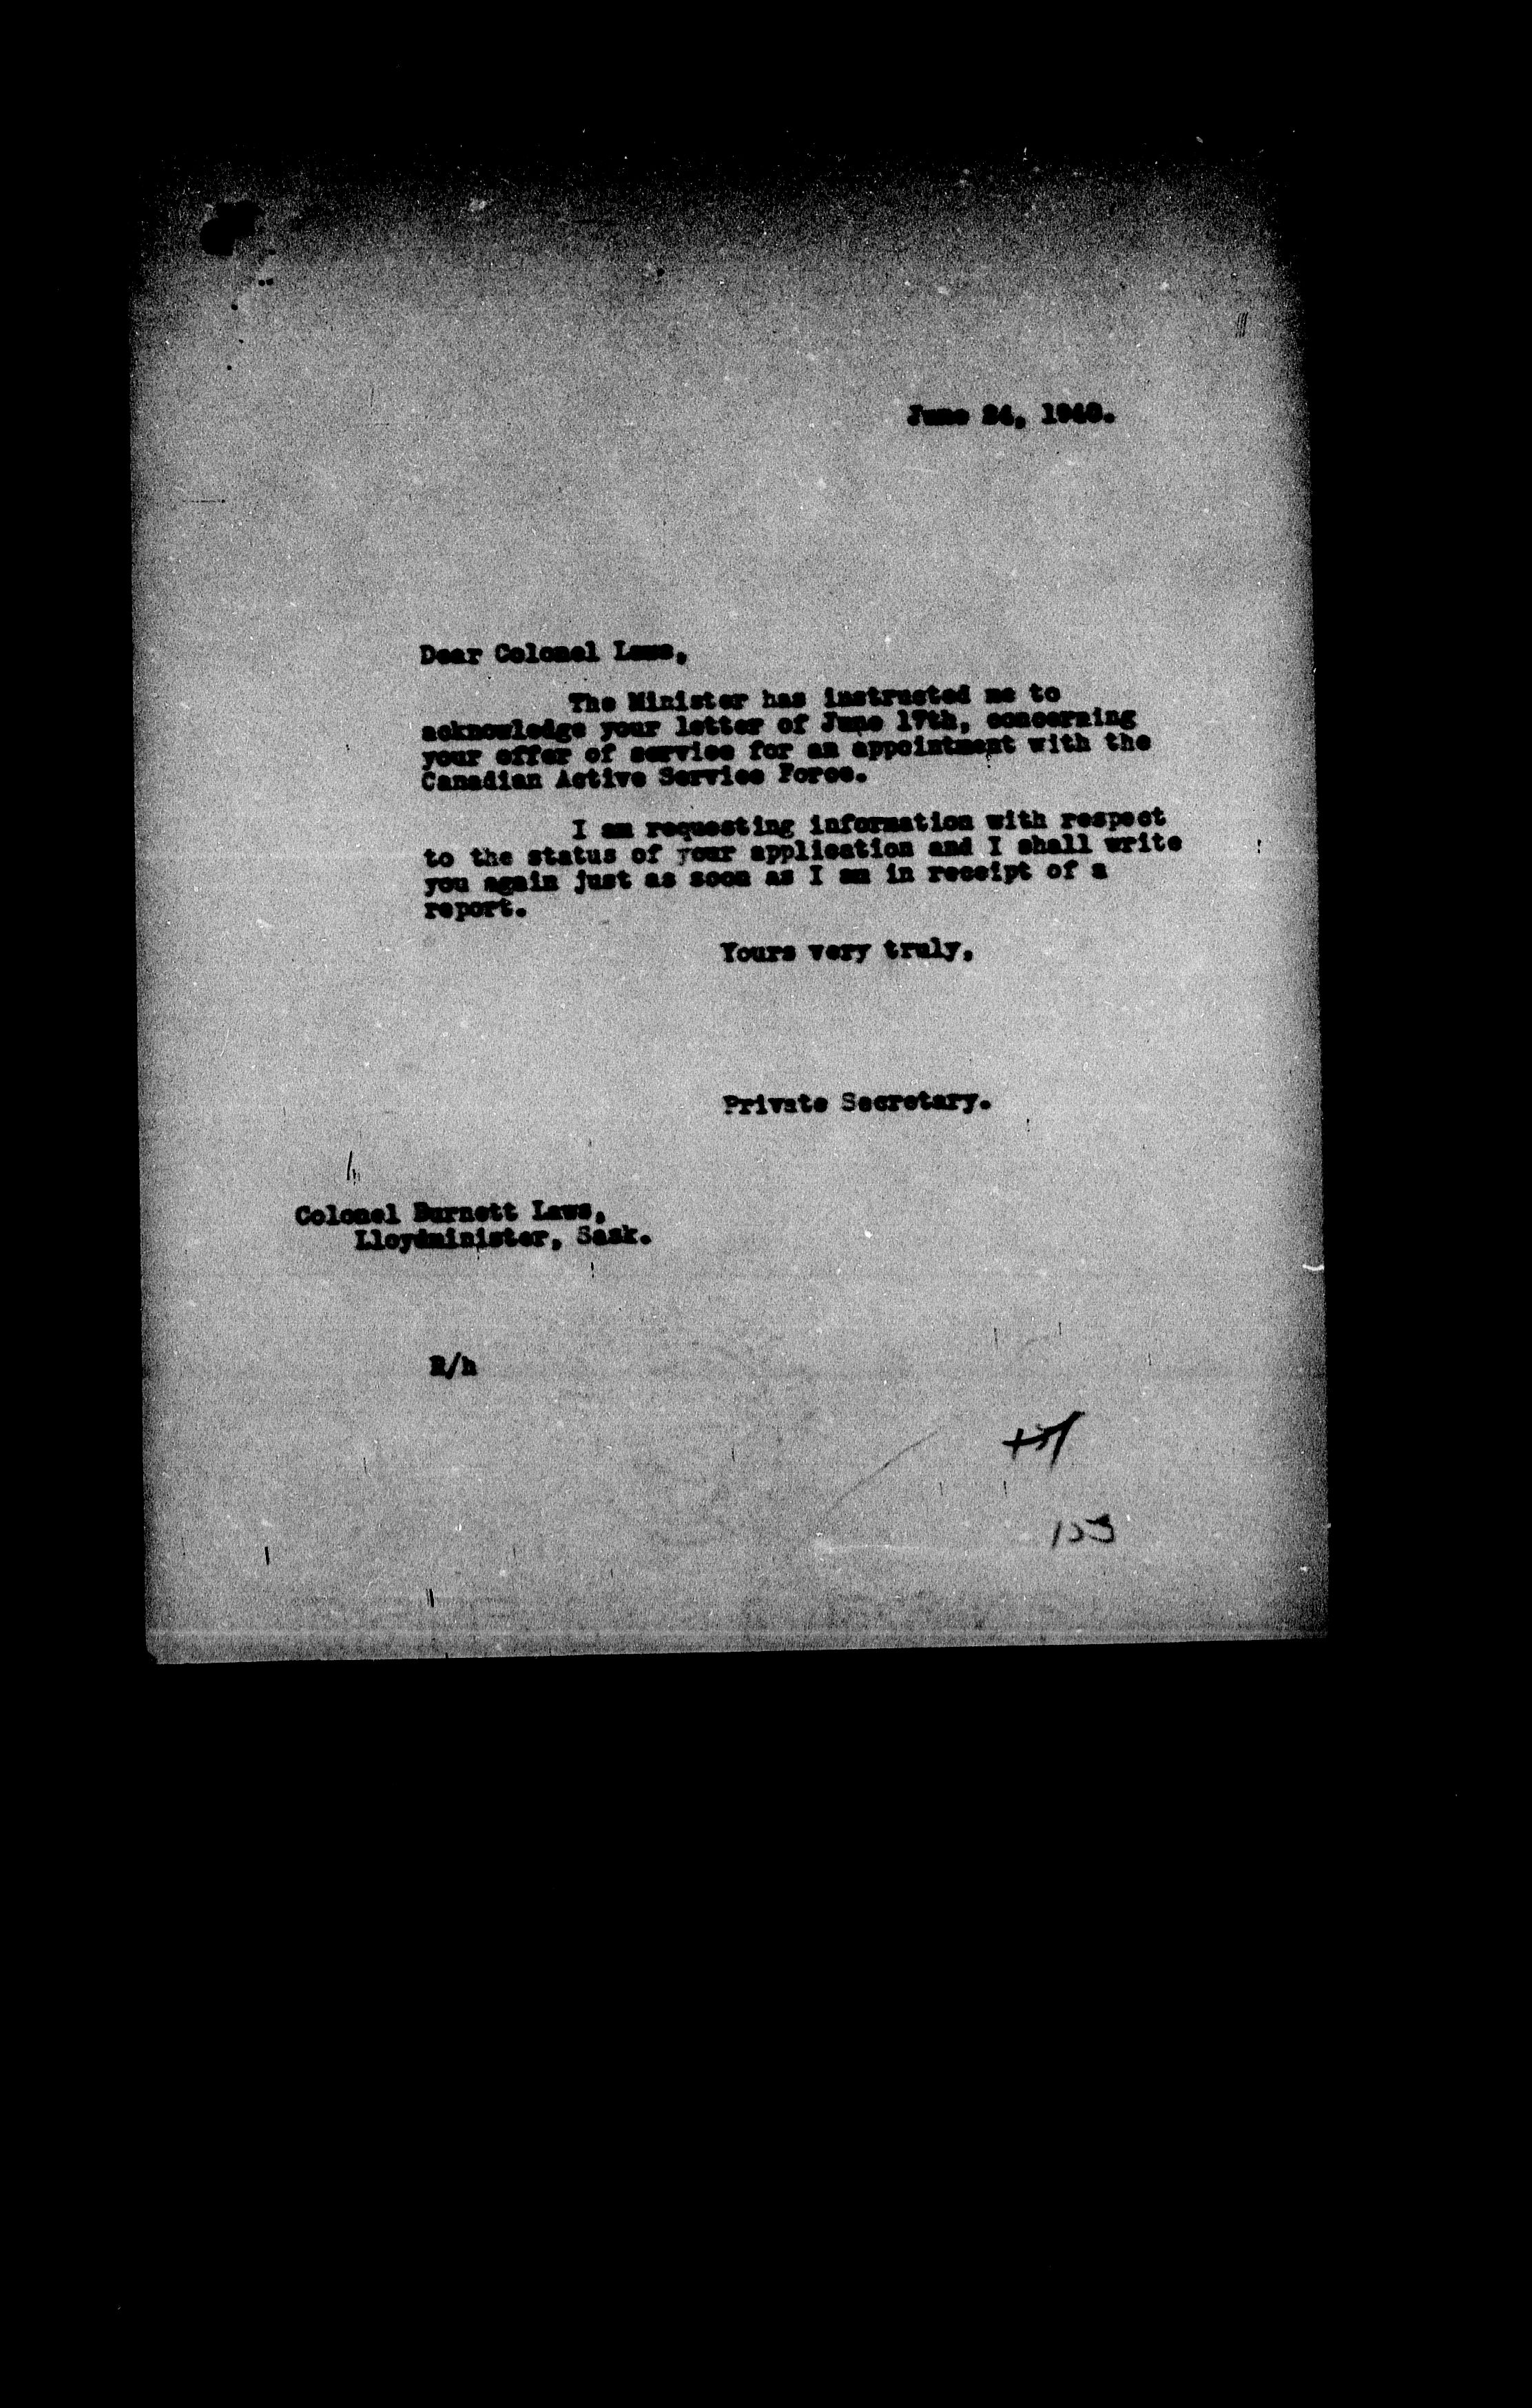 June 24, 1940.
Dear Colonel Laws,
The Minister has instructed me to
acknowledge your letter of June 17th, concerning
your offer of service for an appointment with the
Canadian Active Service Force.
I am requesting information with respect
to the status of your application and I shall write
you again just as soon as I am in receipt of a
report.
Yours very truly,
Private Secretary.
Colonel Burnett Laws,
Lloydminister, Sask.
R/h
153